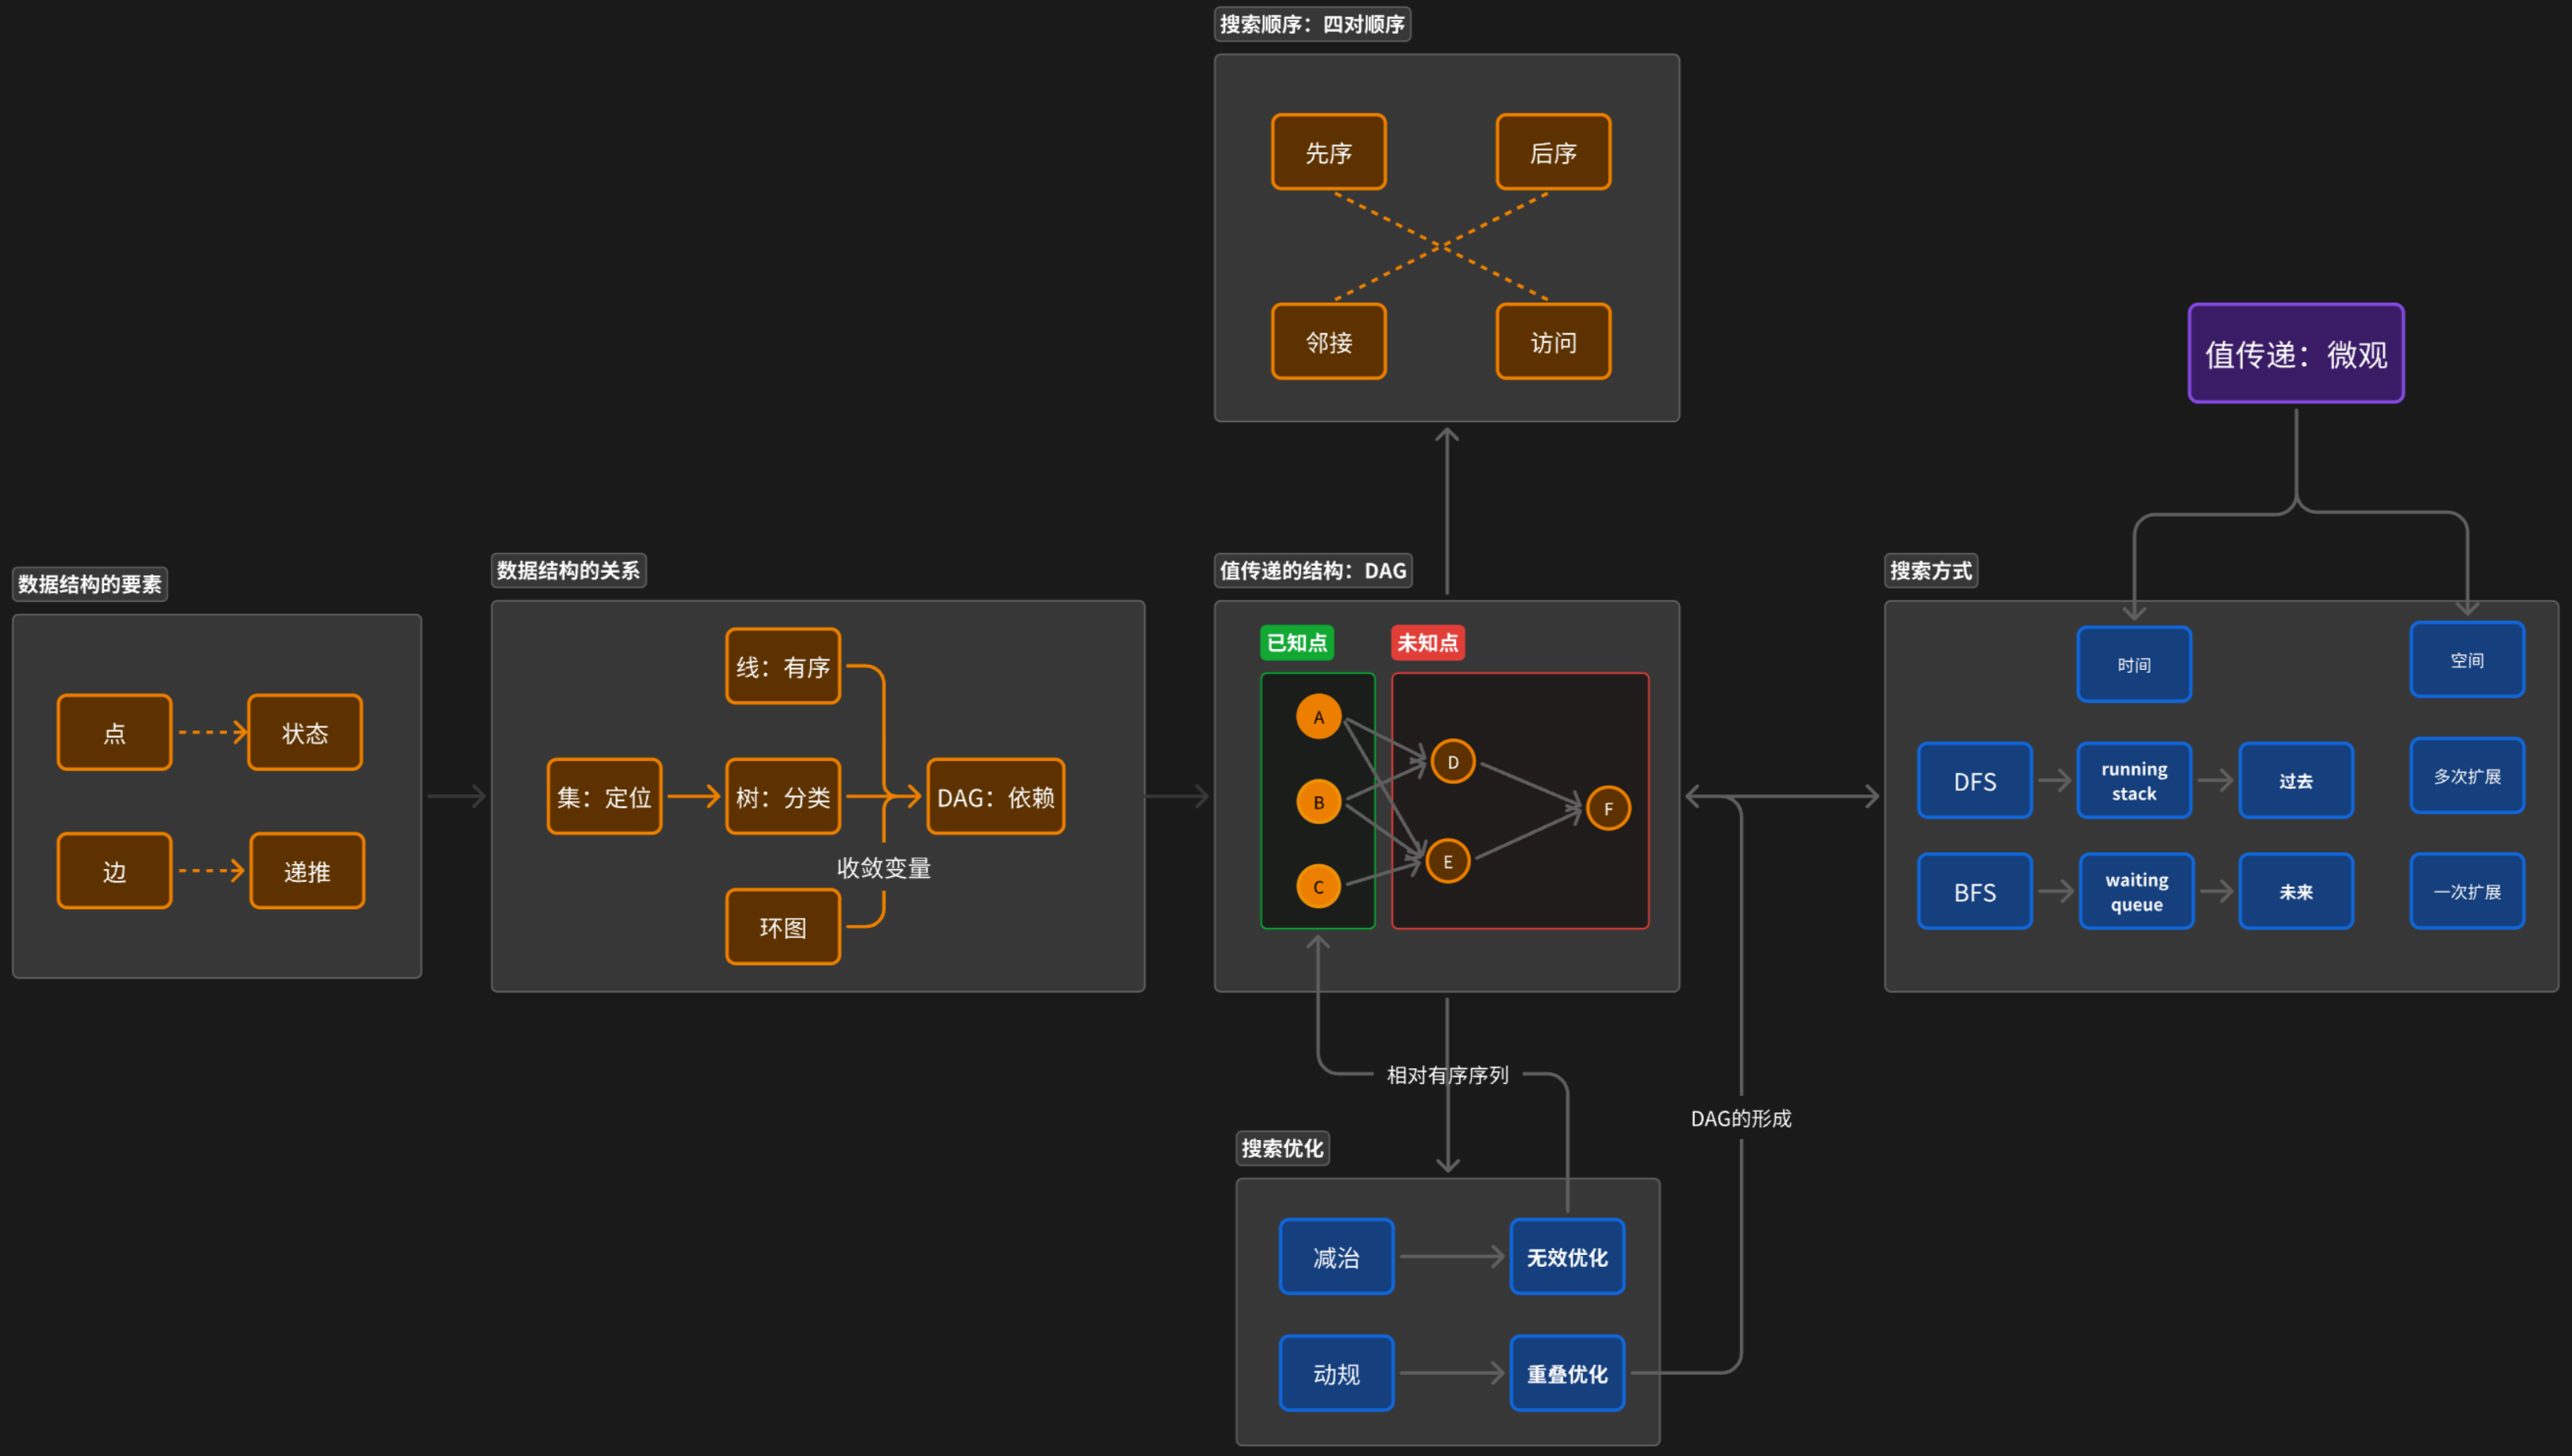 搜索顺序：四对顺序
先序
后序
邻接
访问
值传递：微观
数据结构的要素
点
状态
边
递推
数据结构的关系
线：有序
集：定位
树：分类
DAG：依赖
收敛变量
环图
值传递的结构：DAG
已知点
未知点
A
B
C
D
E
F
搜索方式
时间
空间
DFS
running
stack
过去
多次扩展
BFS
waiting
queue
未来
一次扩展
相对有序序列
DAG的形成
搜索优化
减治
无效优化
动规
重叠优化